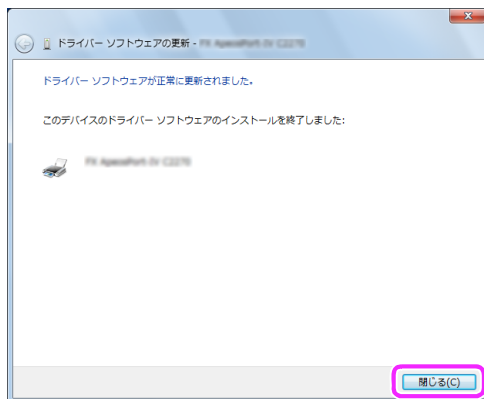 ドライバー ソフトウェアの更新 -
ドライバー ソフトウェアが正常に更新されました。
このデバイスのドライバー ソフトウェアのインストールを終了しました:
閉じる(C)